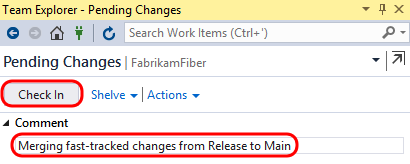 Team Explorer - Pending Changes
Search Work Items (Ctrl+')
Pending Changes | FabrikamFiber
Check In Shelve Actions
Comment
Merging fast-tracked changes from Release to Main